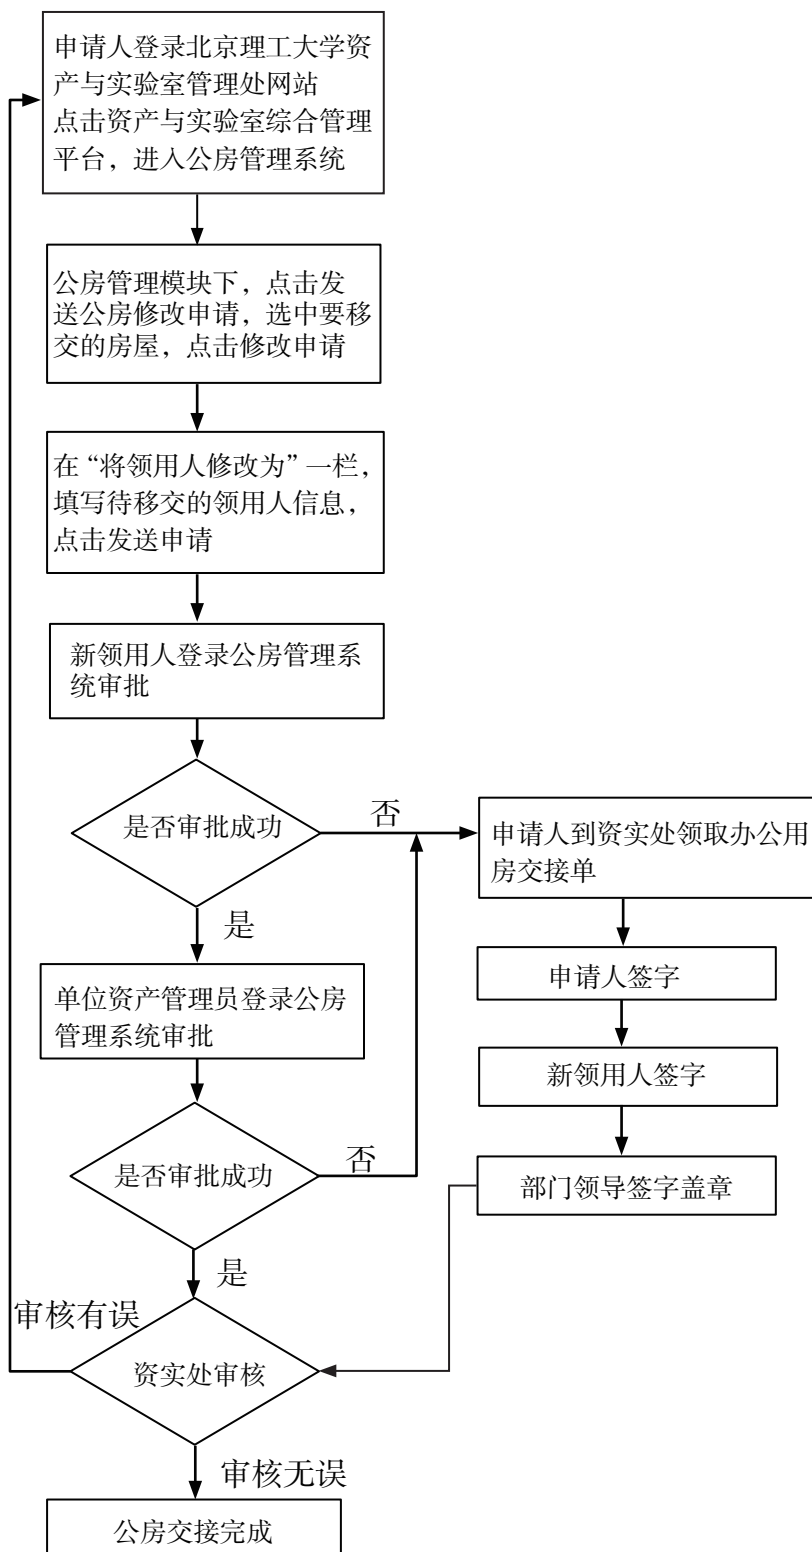 申请人登录北京理工大学资
产与实验室管理处网站
点击资产与实验室综合管理
平台，进入公房管理系统
公房管理模块下，点击发
送公房修改申请，选中要移
交的房屋，点击修改申请
在“将领用人修改为”一栏，
填写待移交的领用人信息，
点击发送申请
新领用人登录公房管理系
统审批
是否审批成功
否
申请人到资实处领取办公用
房交接单
是
申请人签字
单位资产管理员登录公房
管理系统审批
新领用人签字
是否审批成功
否
部门领导签字盖章
是
审核有误
资实处审核
审核无误
公房交接完成